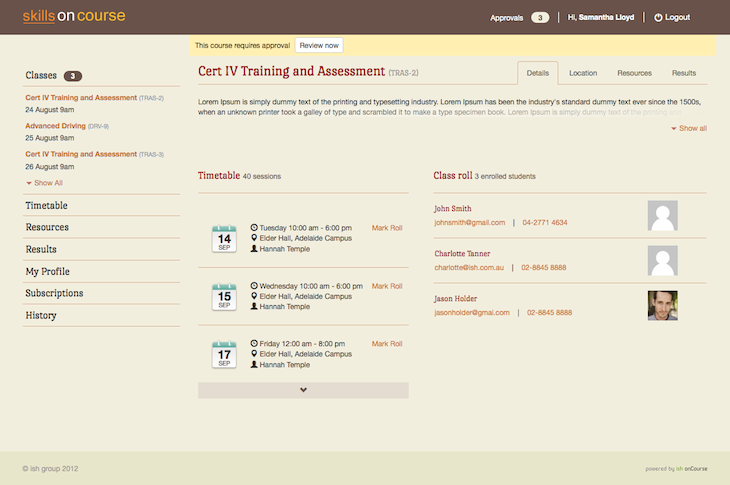 skillsoncourse
Approvals 3 Hi, Samantha Lloyd Logout
This course requires approval Review now
Classes 3
Cert IV Training and Assessment (TRAS-2)
24 August 9am
Advanced Driving (DRV-9)
25 August 9am
Cert IV Training and Assessment (TRAS-3)
26 August 9am
Show All
Timetable
Resources
Results
My Profile
Subscriptions
History
Cert IV Training and Assessment (TRAS-2)
Details Location Resources Results
Lorem Ipsum is simply dummy text of the printing and typesetting industry. Lorem Ipsum has been the industry's standard dummy text ever since the 1500s,
when an unknown printer took a galley of type and scrambled it to make a type specimen book. Lorem Ipsum is simply dummy text of the printing and
Show all
Timetable 40 sessions
14 SEP
Tuesday 10:00 am - 6:00 pm Mark Roll
Elder Hall, Adelaide Campus
Hannah Temple
15 SEP
Wednesday 10:00 am - 6:00 pm Mark Roll
Elder Hall, Adelaide Campus
Hannah Temple
17 SEP
Friday 12:00 am - 8:00 pm Mark Roll
Elder Hall, Adelaide Campus
Hannah Temple
Class roll 3 enrolled students
John Smith
johnsmith@gmail.com | 04-2771 4634
Charlotte Tanner
charlotte@ish.com.au | 02-8845 8888
Jason Holder
jasonholder@gmai.com | 02-8845 8888
© ish group 2012
powered by ish onCourse